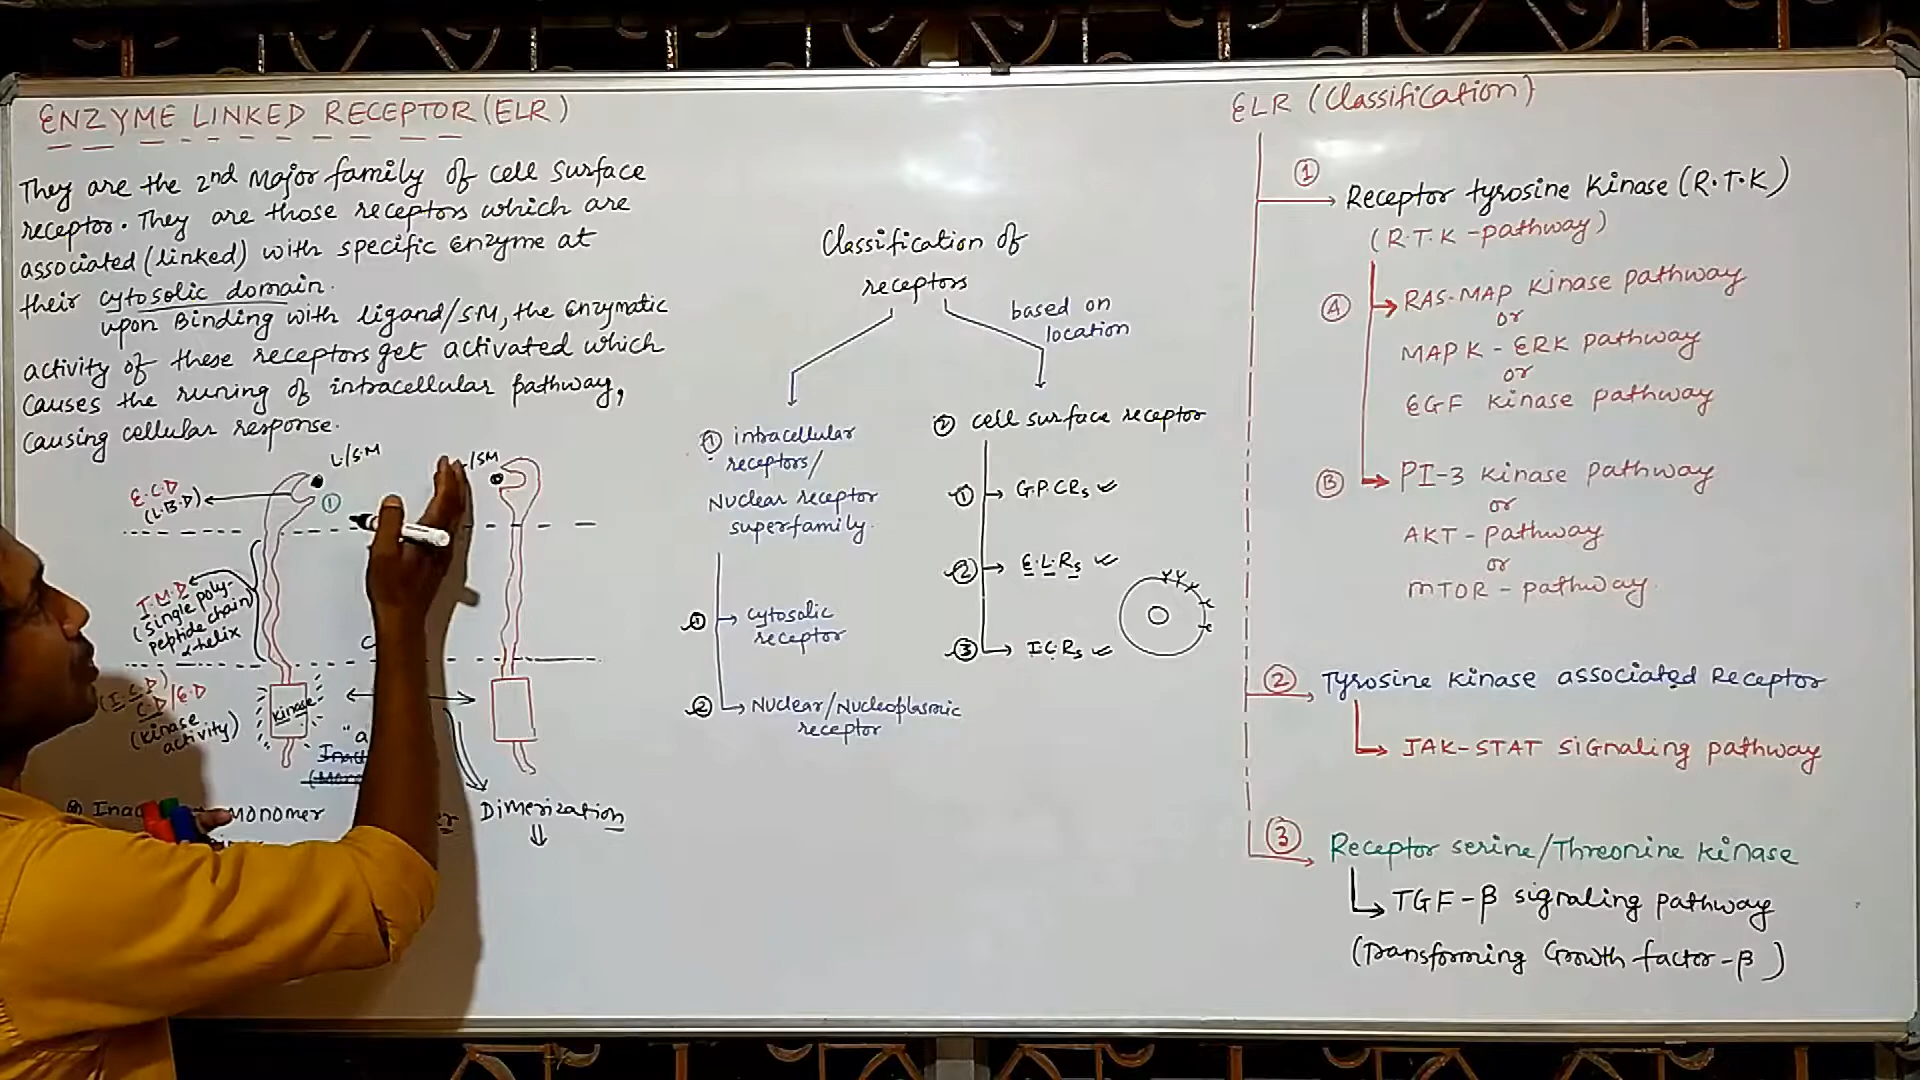 ENZYME LINKED RECEPTOR (ELR)
They are the 2nd Major family of cell surface
receptor. They are those receptors which are
associated (linked) with specific enzyme at
their cytosolic domain.
upon Binding with ligand/SM, the Enzymatic
activity of these receptors get activated which
causes the runing of intracellular pathway,
causing cellular response.
L/SM
L/SM
E.C.D
(L.B.D)
①
T.M.D
(single poly-
peptide chain)
α-helix
(I.C.D)
C.D/E.D
(kinase
activity)
kinase
"a
monomer
Dimerization
Classification of
receptors
based on
location
① intracellular
receptors/
Nuclear receptor
superfamily.
① cytosolic
receptor
② Nuclear/Nucleoplasmic
receptor
② cell surface receptor
① G.P.CRs
② E.L.Rs
③ I.C.Rs
ELR (Classification)
① Receptor tyrosine Kinase (R.T.K)
(R.T.K - pathway)
Ⓐ RAS-MAP Kinase pathway
or
MAPK - ERK pathway
or
EGF Kinase pathway
Ⓑ PI-3 Kinase pathway
or
AKT - pathway
or
mTOR - pathway.
② Tyrosine Kinase associated Receptor
JAK-STAT signaling pathway
③ Receptor serine/Threonine kinase
TGF-β signaling pathway
(Transforming Growth factor-β)